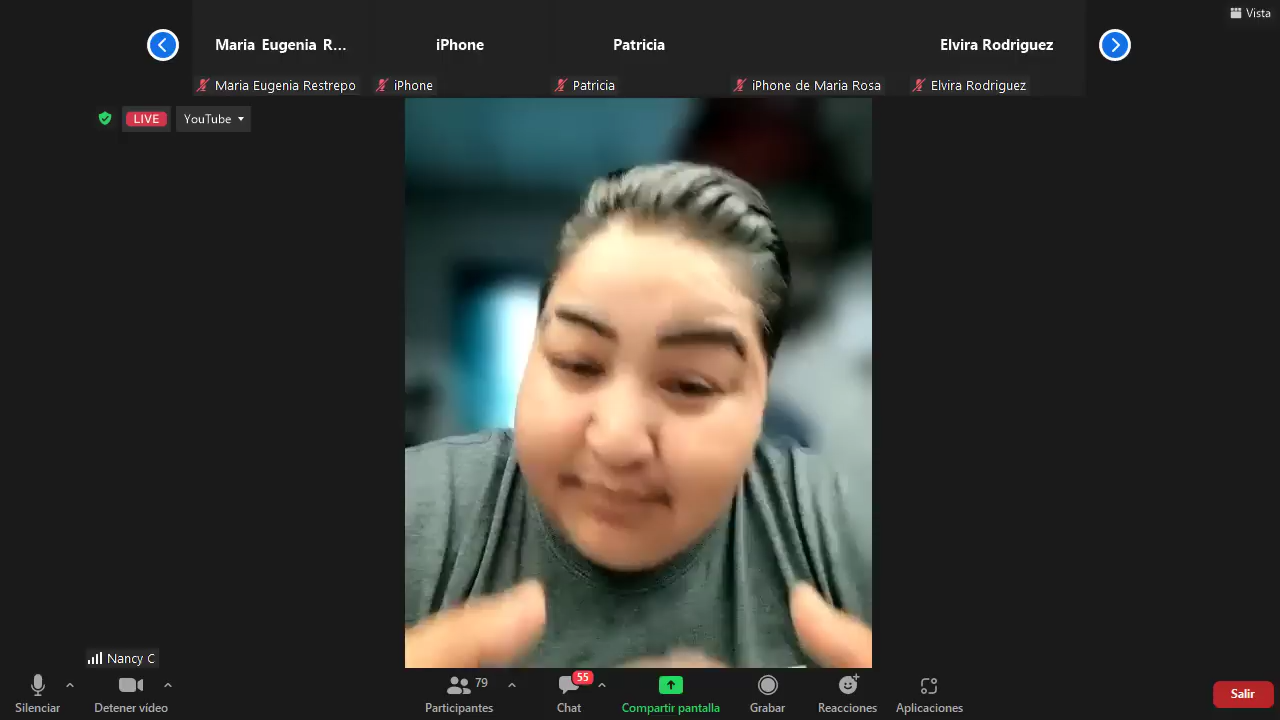 Vista
Maria Eugenia R... iPhone Patricia Elvira Rodriguez
Maria Eugenia Restrepo iPhone Patricia iPhone de Maria Rosa Elvira Rodriguez
LIVE YouTube
Nancy C
79 55
Silenciar Detener vídeo Participantes Chat Compartir pantalla Grabar Reacciones Aplicaciones Salir